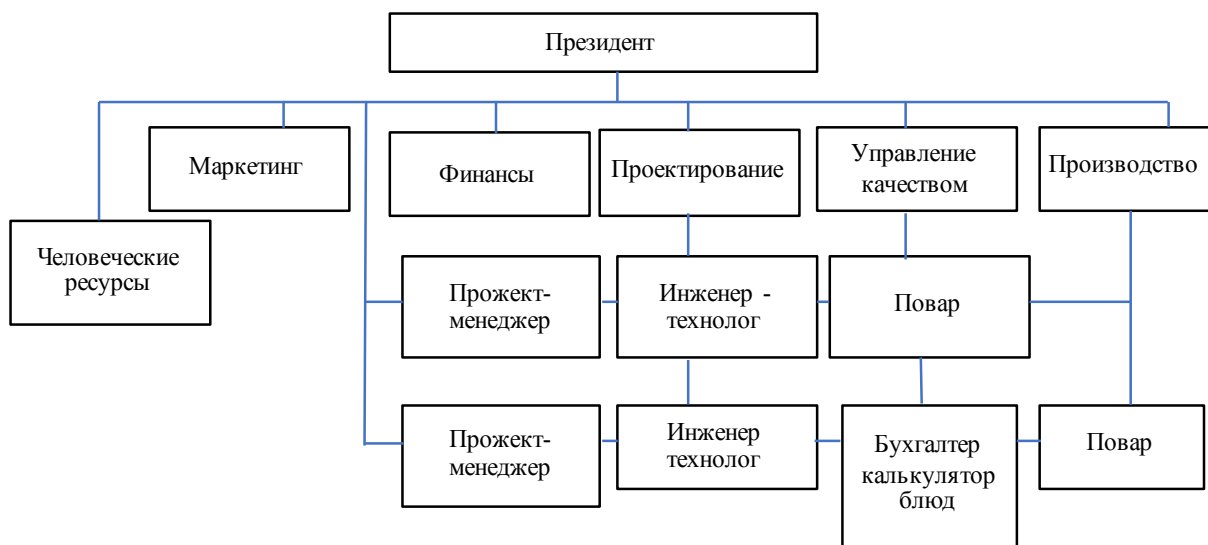 Президент
Маркетинг
Финансы
Проектирование
Управление
качеством
Производство
Человеческие
ресурсы
Прожект-
менеджер
Инженер -
технолог
Повар
Прожект-
менеджер
Инженер
технолог
Бухгалтер
калькулятор
блюд
Повар